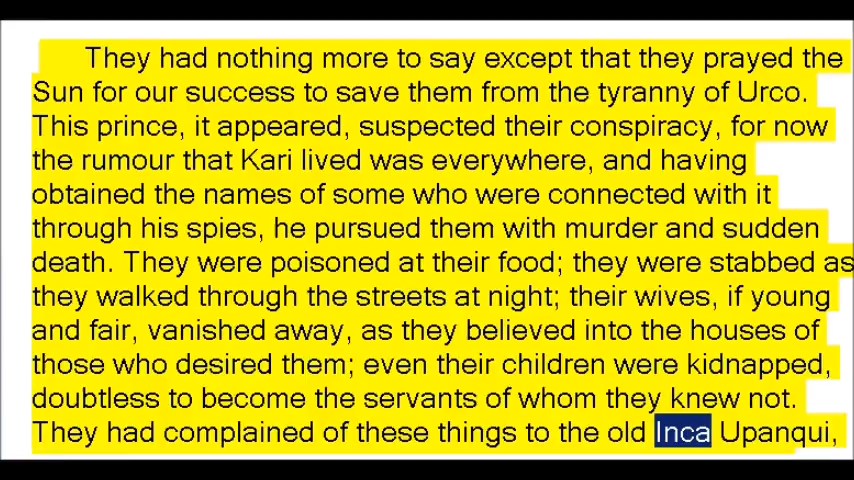 They had nothing more to say except that they prayed the
Sun for our success to save them from the tyranny of Urco.
This prince, it appeared, suspected their conspiracy, for now
the rumour that Kari lived was everywhere, and having
obtained the names of some who were connected with it
through his spies, he pursued them with murder and sudden
death. They were poisoned at their food; they were stabbed as
they walked through the streets at night; their wives, if young
and fair, vanished away, as they believed into the houses of
those who desired them; even their children were kidnapped,
doubtless to become the servants of whom they knew not.
They had complained of these things to the old Inca Upanqui,